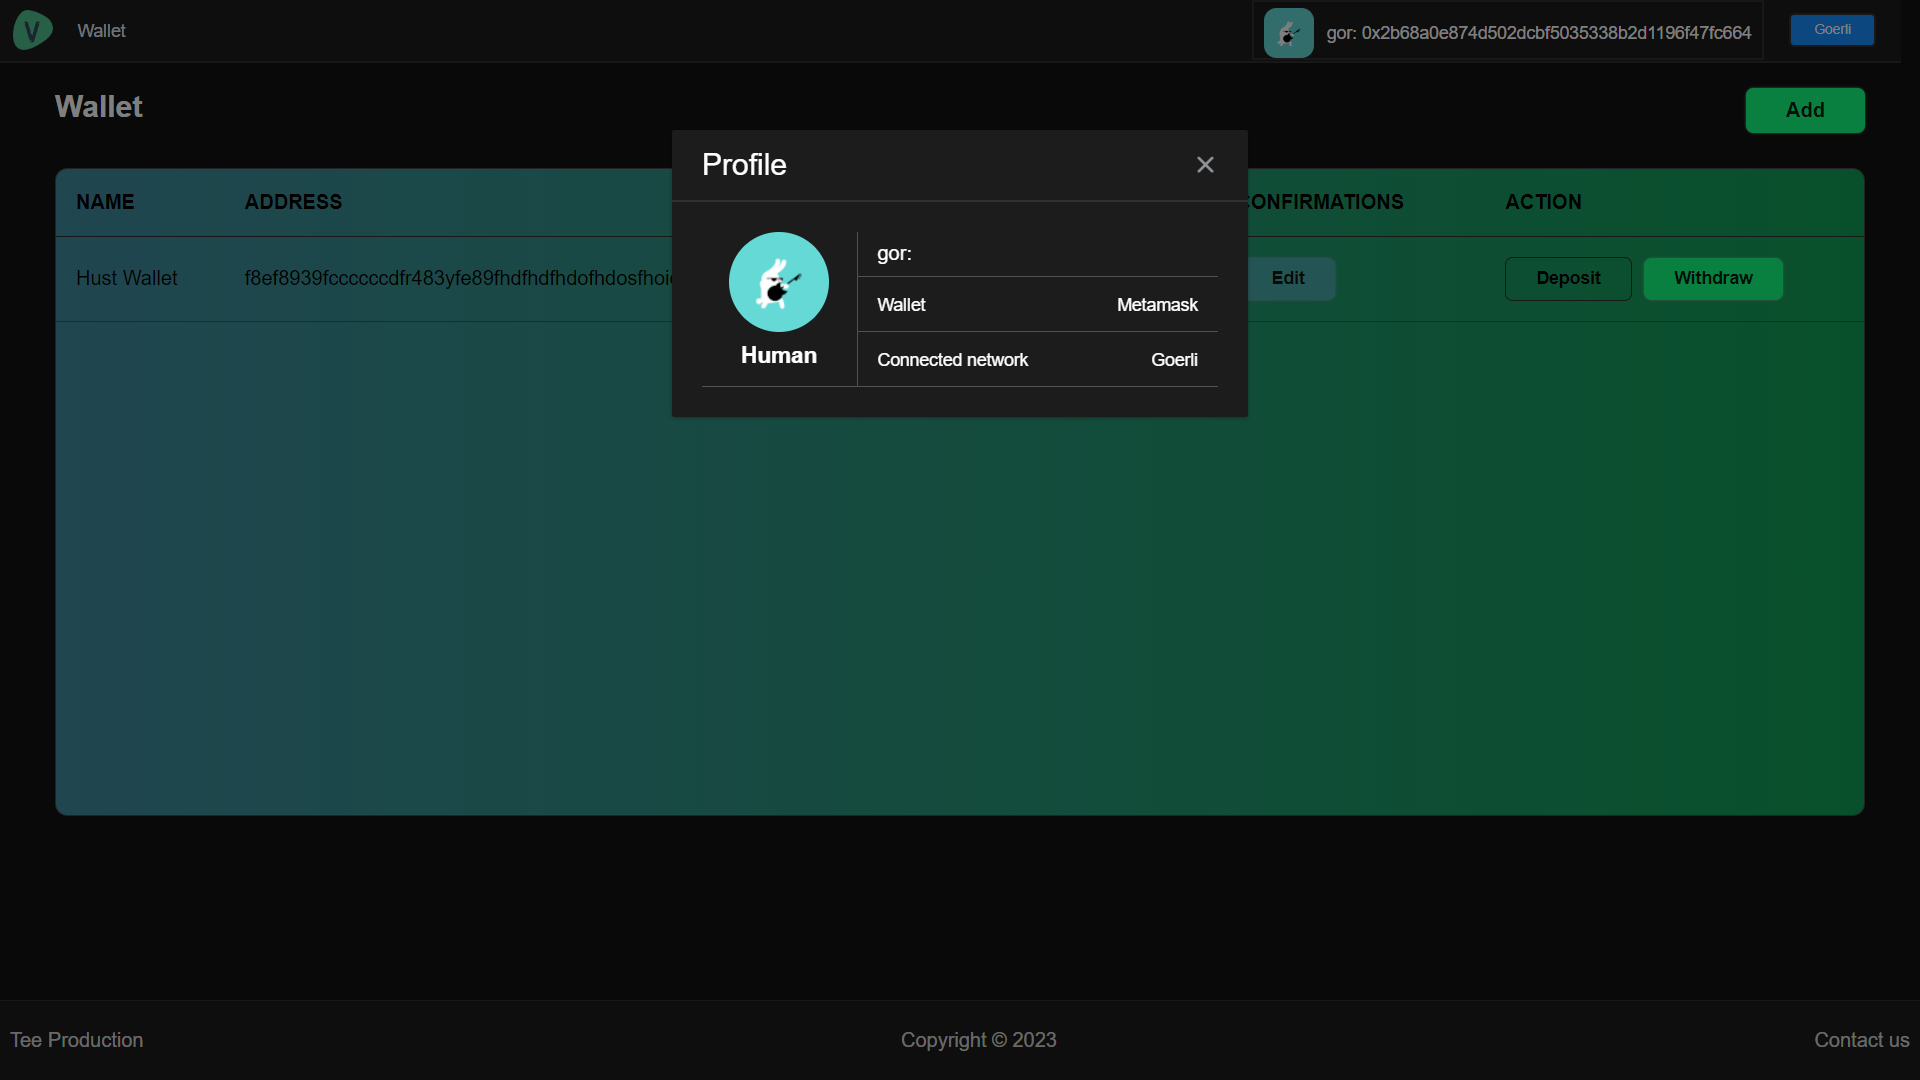 V
Wallet
gor: 0x2b68a0e874d502dcbf5035338b2d1196f47fc664
Goerli
Wallet
Add
Profile
NAME
ADDRESS
ONFIRMATIONS
ACTION
Hust Wallet
f8ef8939fccccccdfr483yfe89fhdfhdfhdofhdosfhoi
Edit
Deposit
Withdraw
Human
gor:
Wallet
Metamask
Connected network
Goerli
Tee Production
Copyright © 2023
Contact us